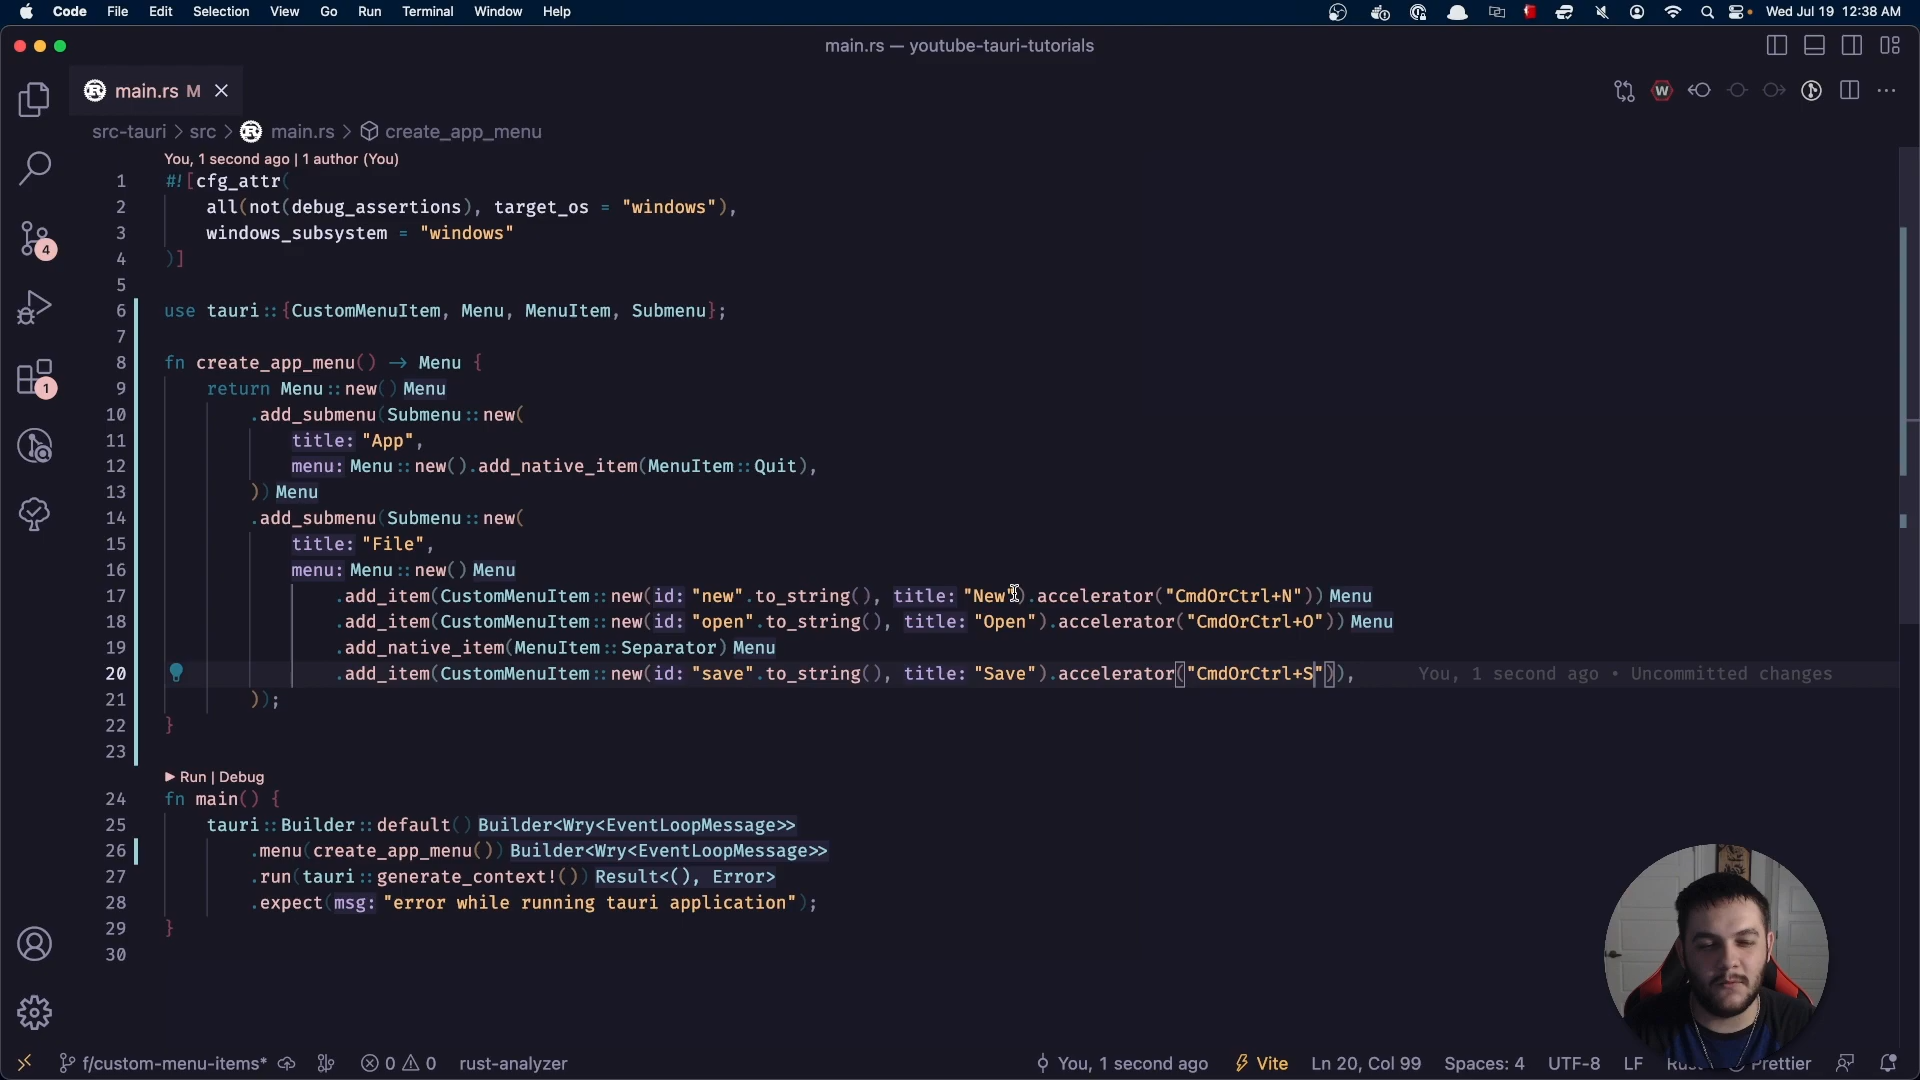 Code File Edit Selection View Go Run Terminal Window Help Wed Jul 19 12:38 AM
main.rs — youtube-tauri-tutorials
main.rs M
src-tauri > src > main.rs > create_app_menu
You, 1 second ago | 1 author (You)
1 #![cfg_attr(
2 all(not(debug_assertions), target_os = "windows"),
3 windows_subsystem = "windows"
4 )]
5
6 use tauri::{CustomMenuItem, Menu, MenuItem, Submenu};
7
8 fn create_app_menu() -> Menu {
9 return Menu::new() Menu
10 .add_submenu(Submenu::new(
11 title: "App",
12 menu: Menu::new().add_native_item(MenuItem::Quit),
13 )) Menu
14 .add_submenu(Submenu::new(
15 title: "File",
16 menu: Menu::new() Menu
17 .add_item(CustomMenuItem::new(id: "new".to_string(), title: "New").accelerator("CmdOrCtrl+N")) Menu
18 .add_item(CustomMenuItem::new(id: "open".to_string(), title: "Open").accelerator("CmdOrCtrl+O")) Menu
19 .add_native_item(MenuItem::Separator) Menu
20 .add_item(CustomMenuItem::new(id: "save".to_string(), title: "Save").accelerator("CmdOrCtrl+S")), You, 1 second ago • Uncommitted changes
21 ));
22 }
23
Run | Debug
24 fn main() {
25 tauri::Builder::default() Builder<Wry<EventLoopMessage>>
26 .menu(create_app_menu()) Builder<Wry<EventLoopMessage>>
27 .run(tauri::generate_context!()) Result<(), Error>
28 .expect(msg: "error while running tauri application");
29 }
30
4
1
W
f/custom-menu-items* 0 0 rust-analyzer You, 1 second ago Vite Ln 20, Col 99 Spaces: 4 UTF-8 LF Prettier